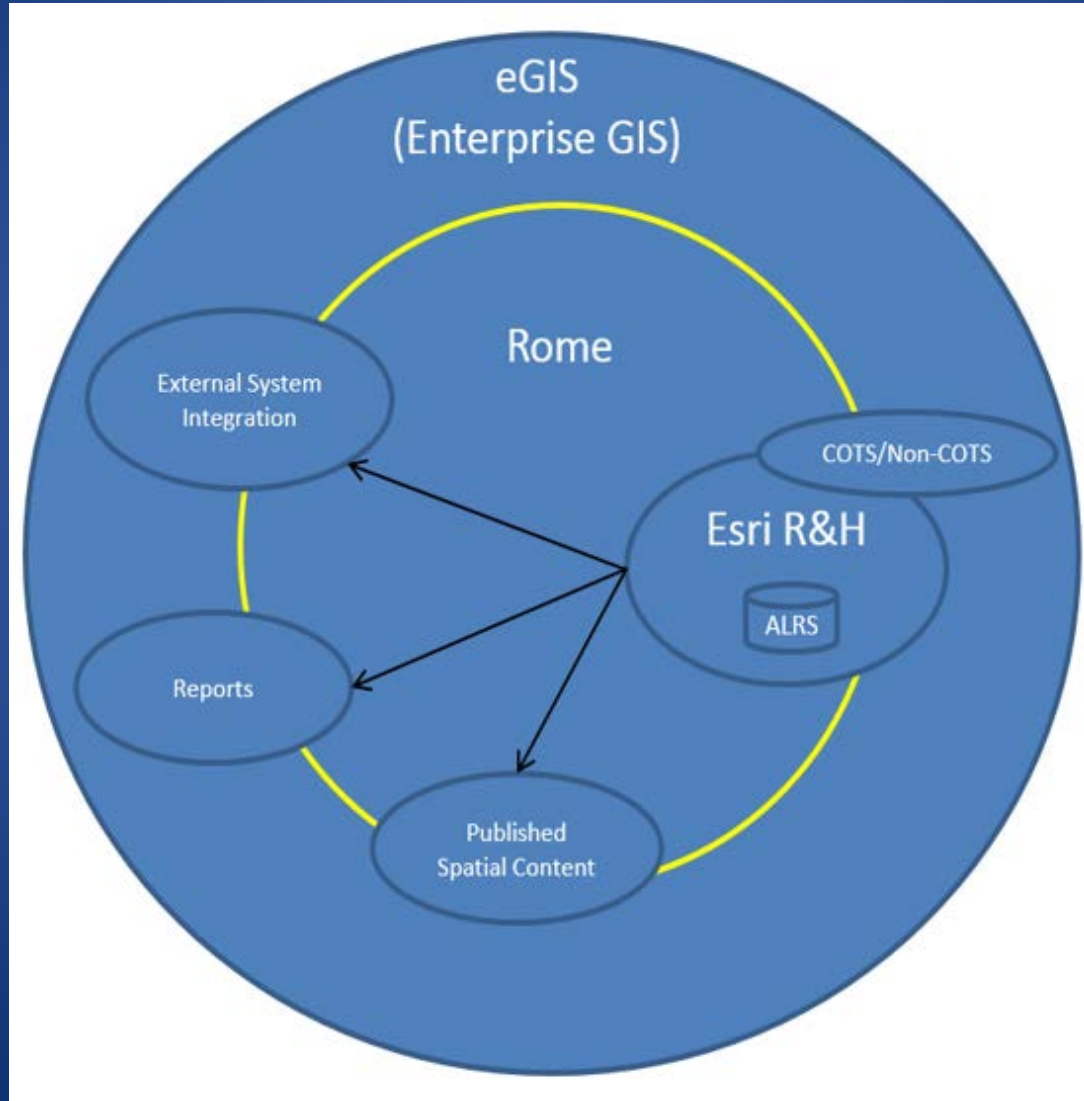 eGIS
(Enterprise GIS)
Rome
External System
Integration
COTS/Non-COTS
Esri R&H
ALRS
Reports
Published
Spatial Content